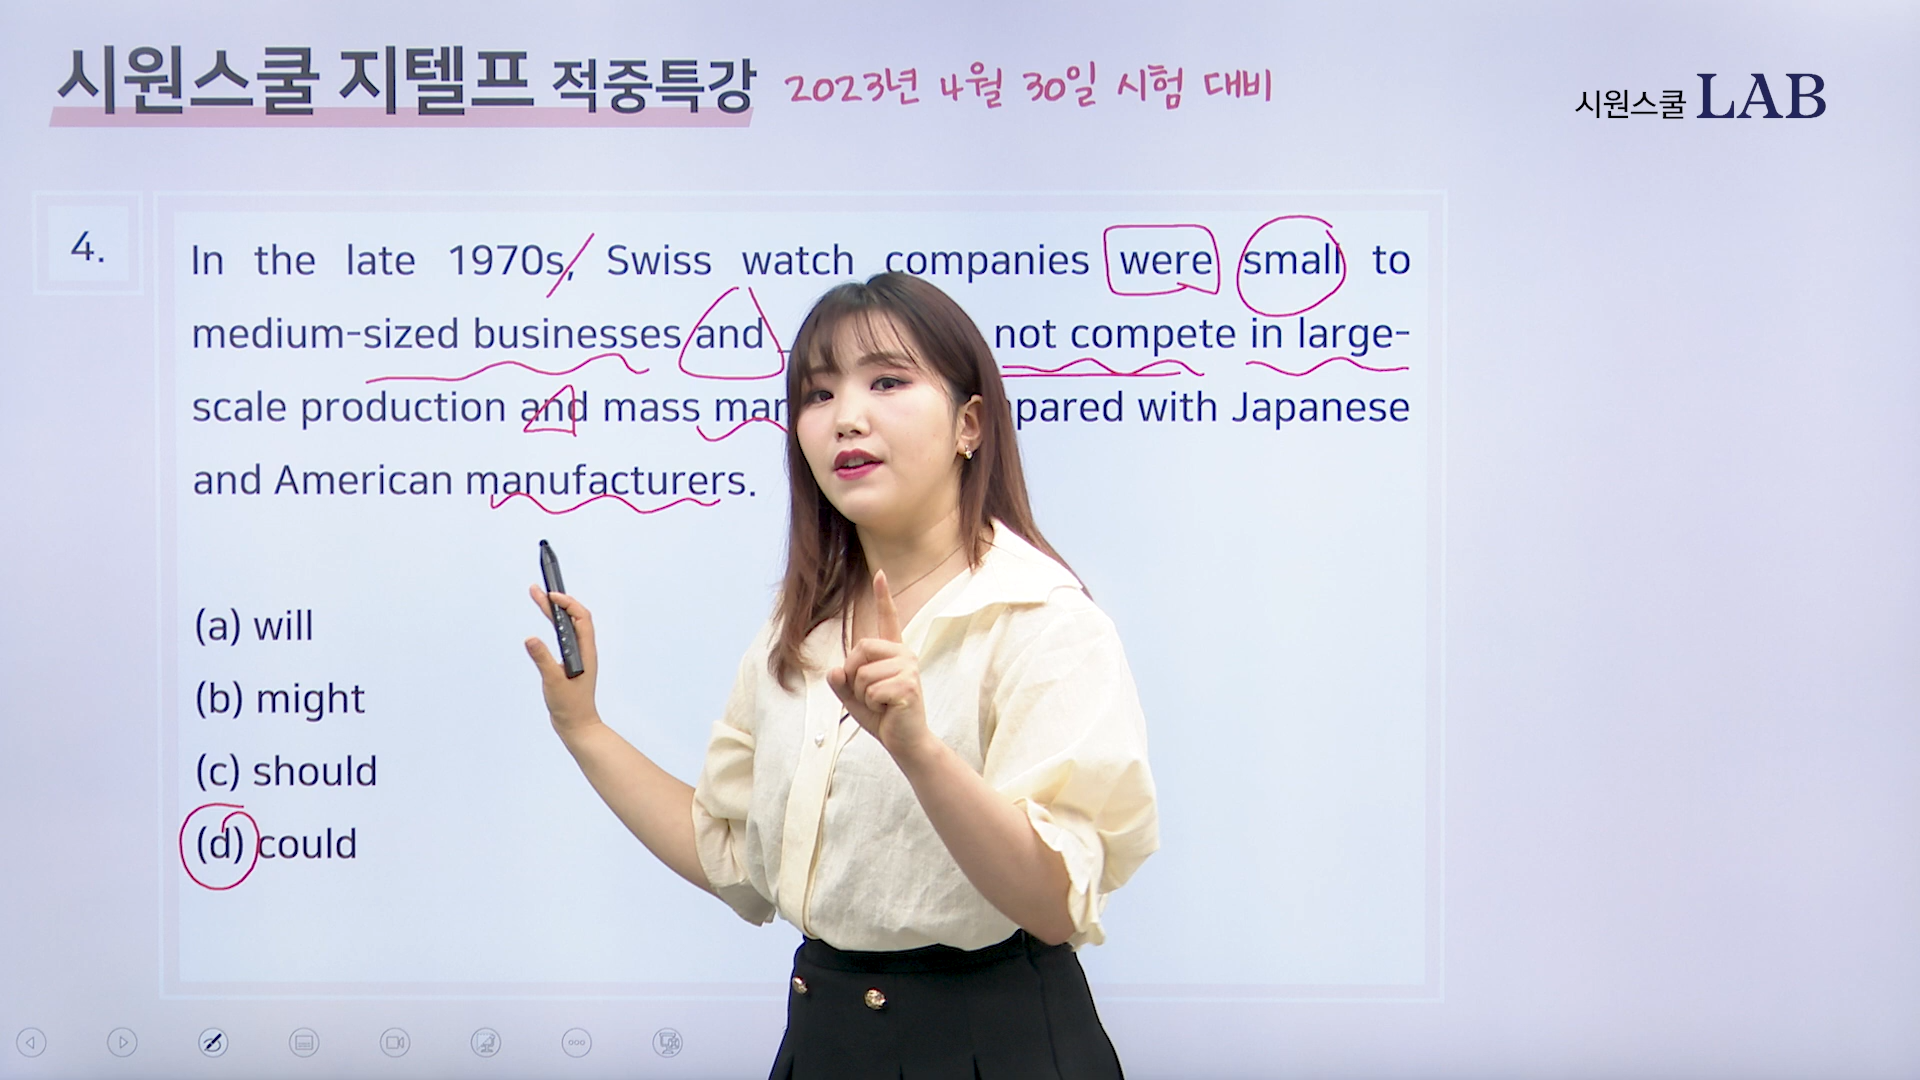 시원스쿨 지텔프 적중특강 2023년 4월 30일 시험 대비
시원스쿨 LAB
4.
In the late 1970s, Swiss watch companies were small to
medium-sized businesses and not compete in large-
scale production and mass with Japanese
and American manufacturers.
(a) will
(b) might
(c) should
(d) could